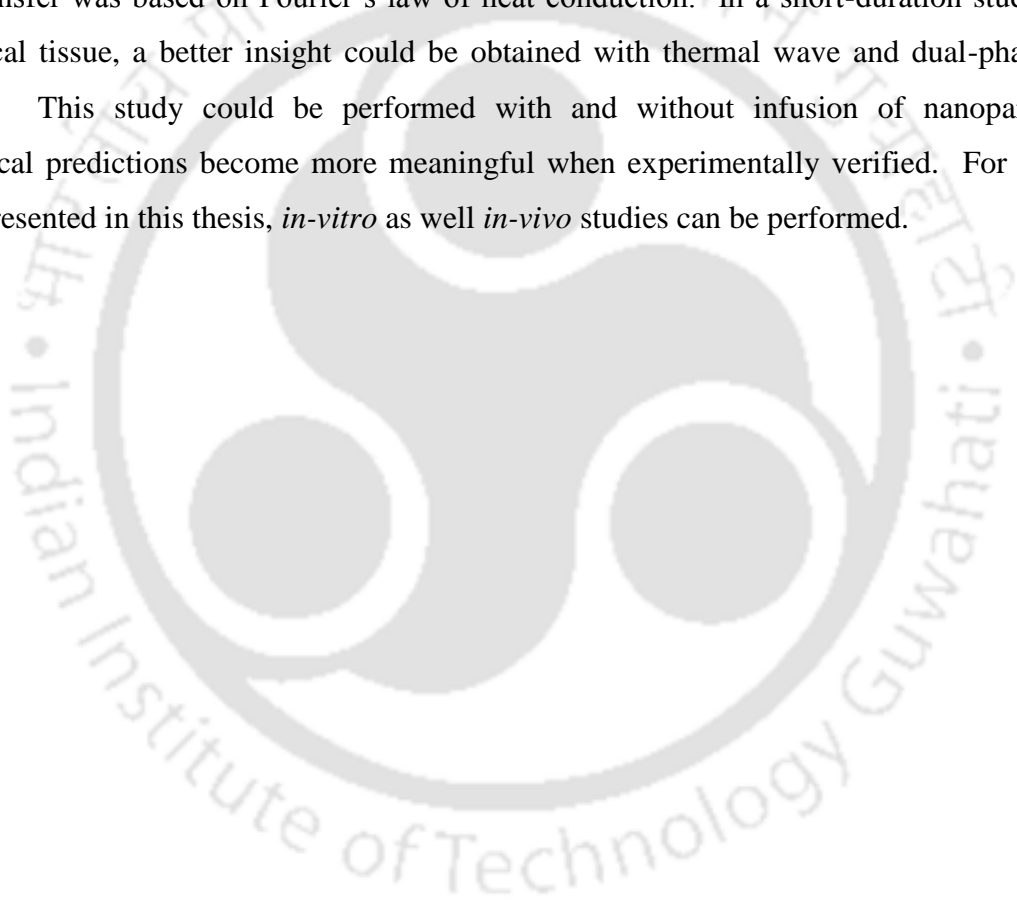 nsfer was based on Fourier's law of heat conduction. In a short-duration stud
cal tissue, a better insight could be obtained with thermal wave and dual-pha
This study could be performed with and without infusion of nanopa
cal predictions become more meaningful when experimentally verified. For
resented in this thesis, in-vitro as well in-vivo studies can be performed.
• Indian Institute of Technology Guwahati •